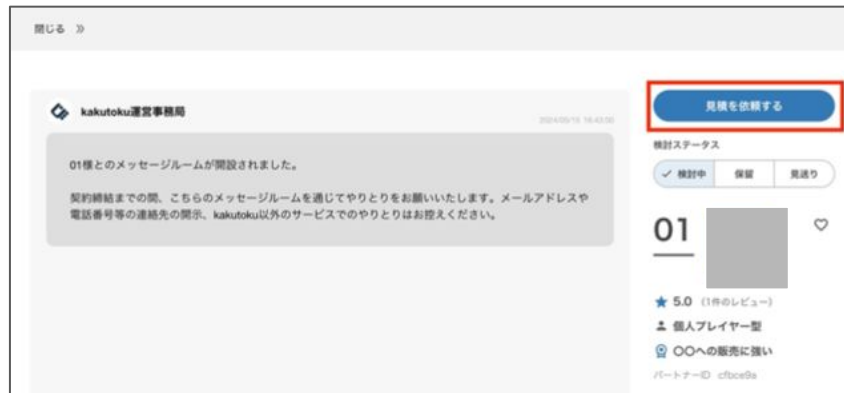 閉じる »
kakutoku運営事務局
01様とのメッセージルームが開設されました。
契約締結までの間、こちらのメッセージルームを通じてやりとりをお願いいたします。メールアドレスや
電話番号等の連絡先の開示、kakutoku以外のサービスでのやりとりはお控えください。
見積を依頼する
検討ステータス
✓ 検討中 保留 見送り
01
★ 5.0 (1件のレビュー)
個人プレイヤー型
〇〇への販売に強い
パートナーID cfbce9a